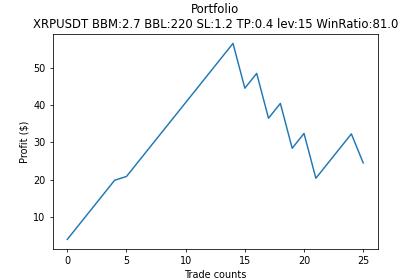 Portfolio
XRPUSDT BBM:2.7 BBL:220 SL:1.2 TP:0.4 lev:15 WinRatio:81.0
50
40
30
20
10
Profit ($)
0 5 10 15 20 25
Trade counts